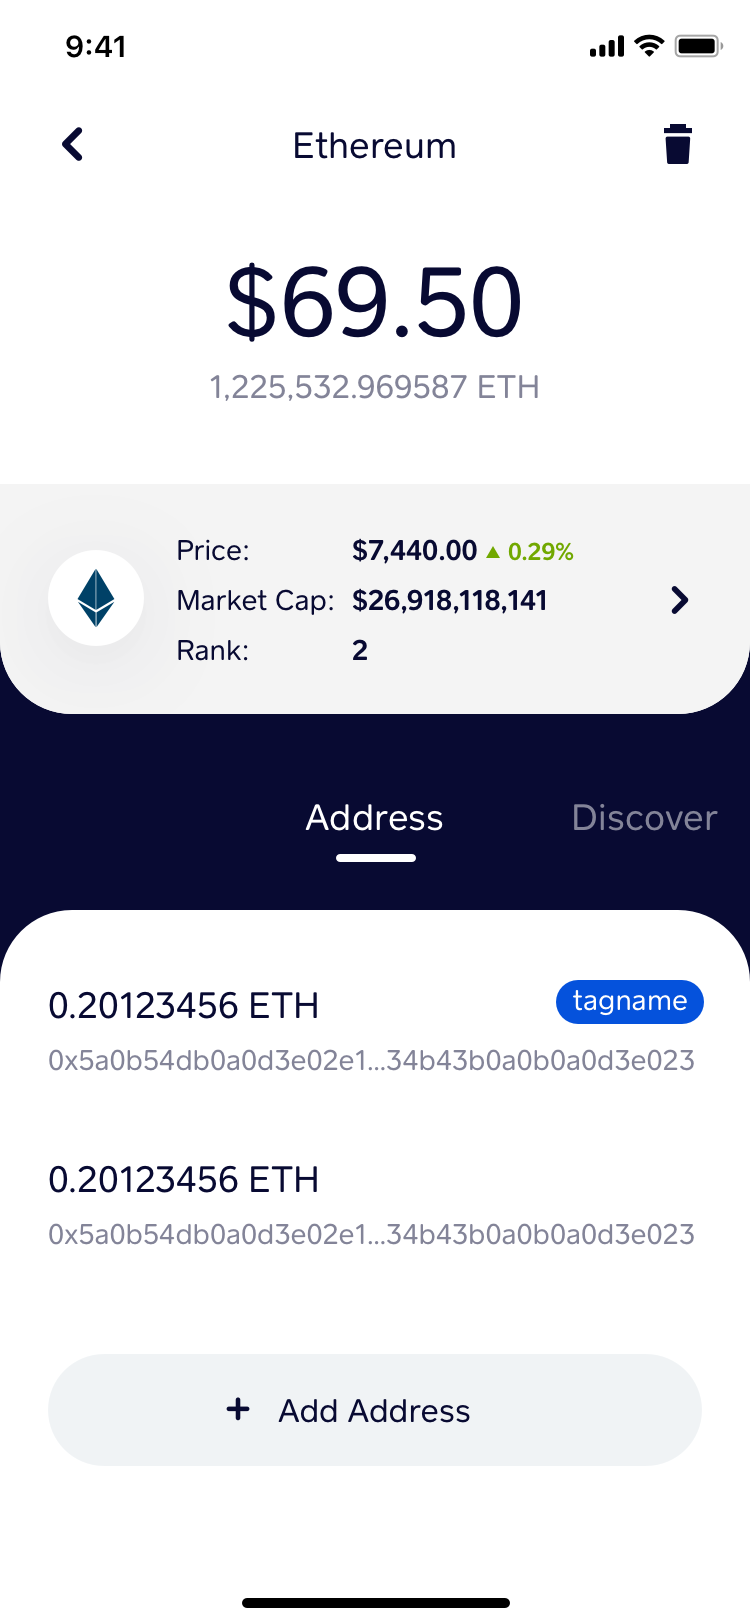 9:41
Ethereum
$69.50
1,225,532.969587 ETH
Price: $7,440.00 ▲ 0.29%
Market Cap: $26,918,118,141
Rank: 2
Address Discover
0.20123456 ETH tagname
0x5a0b54db0a0d3e02e1...34b43b0a0b0a0d3e023
0.20123456 ETH
0x5a0b54db0a0d3e02e1...34b43b0a0b0a0d3e023
+ Add Address